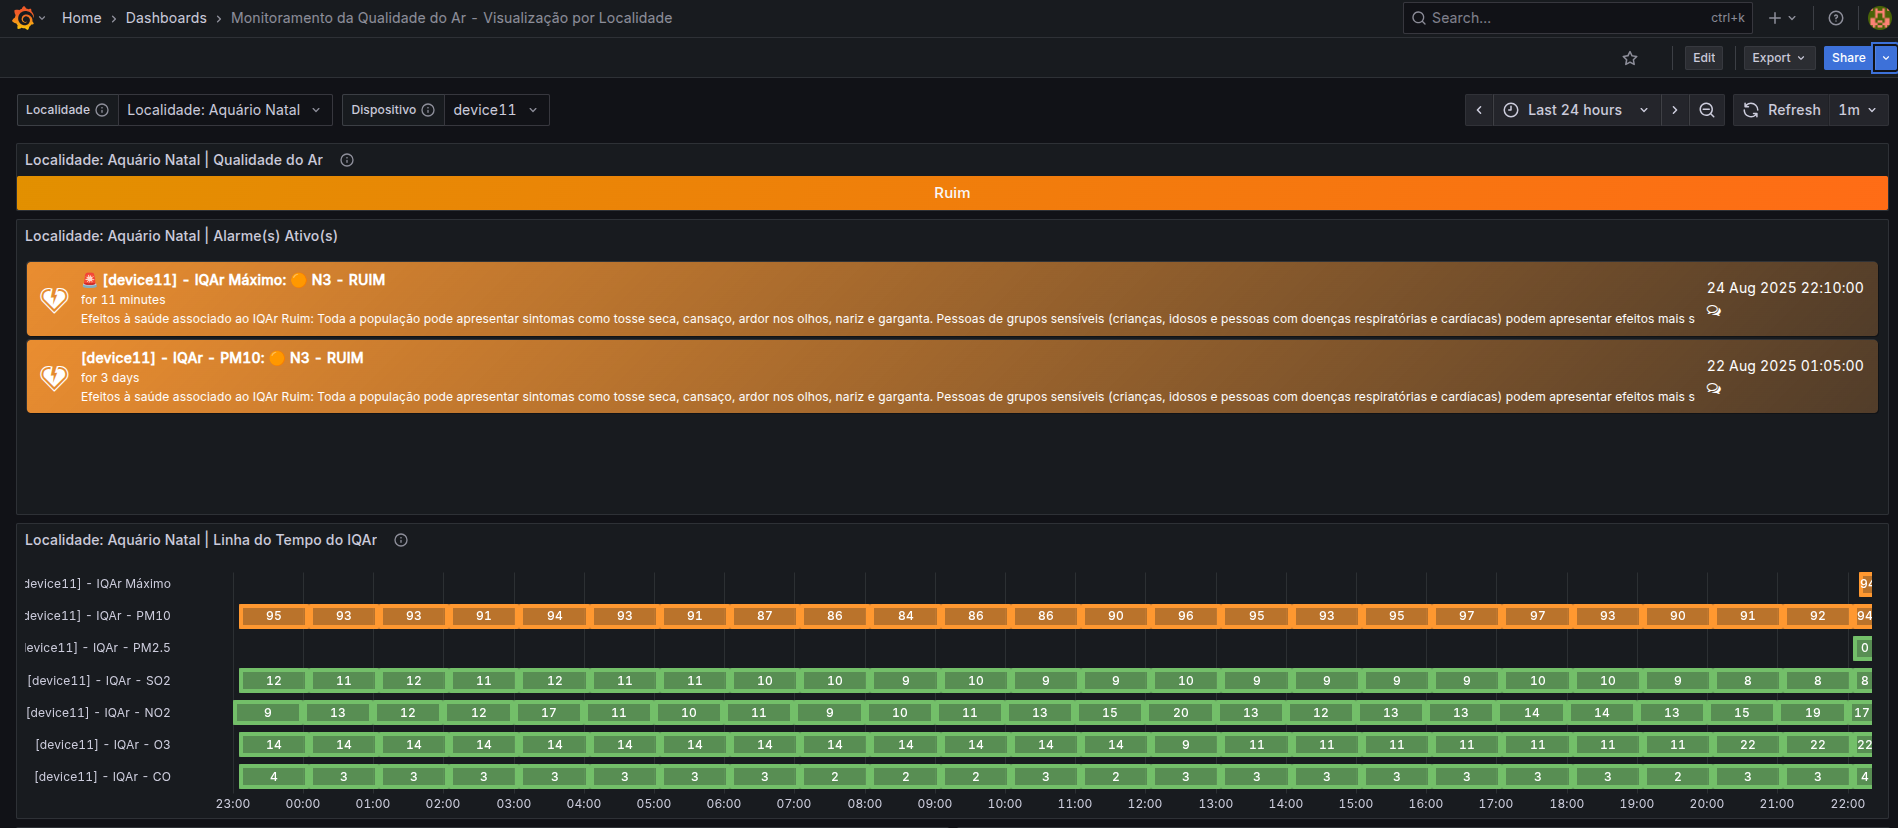 Home > Dashboards > Monitoramento da Qualidade do Ar - Visualização por Localidade
Search... ctrl+k
Edit Export Share
Localidade Localidade: Aquário Natal Dispositivo device11 Last 24 hours Refresh 1m
Localidade: Aquário Natal | Qualidade do Ar
Ruim
Localidade: Aquário Natal | Alarme(s) Ativo(s)
🚨 [device11] - IQAr Máximo: 🟠 N3 - RUIM
for 11 minutes
Efeitos à saúde associado ao IQAr Ruim: Toda a população pode apresentar sintomas como tosse seca, cansaço, ardor nos olhos, nariz e garganta. Pessoas de grupos sensíveis (crianças, idosos e pessoas com doenças respiratórias e cardíacas) podem apresentar efeitos mais s
24 Aug 2025 22:10:00
[device11] - IQAr - PM10: 🟠 N3 - RUIM
for 3 days
Efeitos à saúde associado ao IQAr Ruim: Toda a população pode apresentar sintomas como tosse seca, cansaço, ardor nos olhos, nariz e garganta. Pessoas de grupos sensíveis (crianças, idosos e pessoas com doenças respiratórias e cardíacas) podem apresentar efeitos mais s
22 Aug 2025 01:05:00
Localidade: Aquário Natal | Linha do Tempo do IQAr
device11] - IQAr Máximo 94
device11] - IQAr - PM10 95 93 93 91 94 93 91 87 86 84 86 86 90 96 95 93 95 97 97 93 90 91 92 94
evice11] - IQAr - PM2.5 0
[device11] - IQAr - SO2 12 11 12 11 12 11 11 10 10 9 10 9 9 10 9 9 9 9 10 10 9 8 8 8
[device11] - IQAr - NO2 9 13 12 12 17 11 10 11 9 10 11 13 15 20 13 12 13 13 14 14 13 15 19 17
[device11] - IQAr - O3 14 14 14 14 14 14 14 14 14 14 14 14 14 9 11 11 11 11 11 11 11 22 22 22
[device11] - IQAr - CO 4 3 3 3 3 3 3 3 2 2 2 3 2 3 3 3 3 3 3 3 2 3 3 4
23:00 00:00 01:00 02:00 03:00 04:00 05:00 06:00 07:00 08:00 09:00 10:00 11:00 12:00 13:00 14:00 15:00 16:00 17:00 18:00 19:00 20:00 21:00 22:00